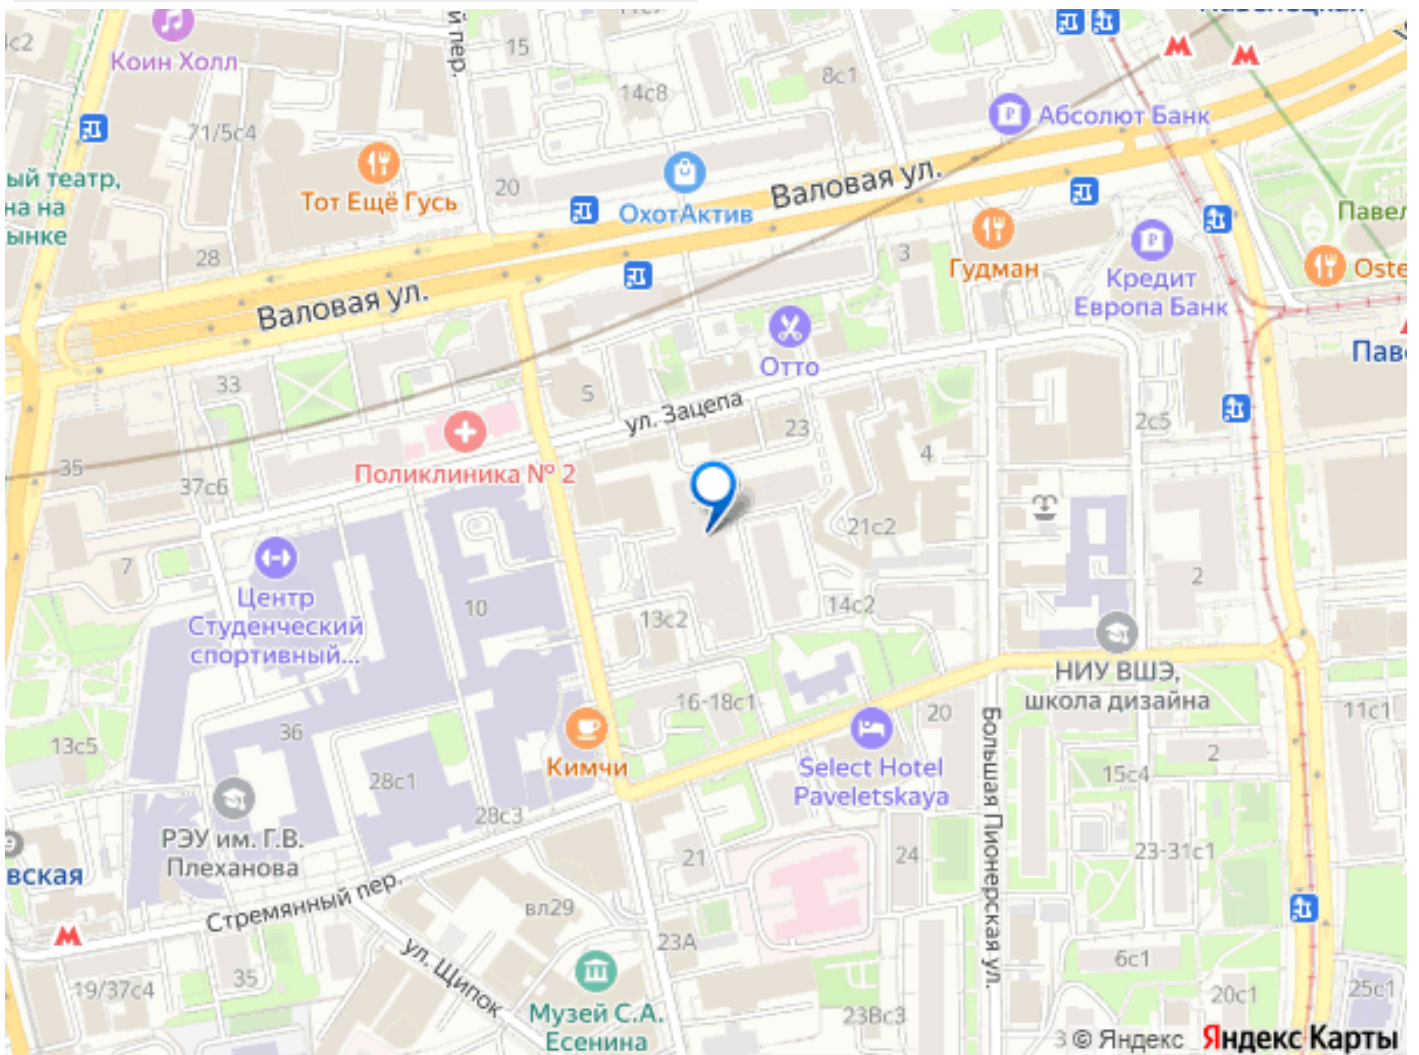 15
14с8
8с1
Коин Холл
71/5с4
Абсолют Банк
ый театр,
на на
ынке
Тот Ещё Гусь
20
ОхотАктив
Валовая ул.
28
3
Гудман
Кредит
Европа Банк
Павел
Oste
Валовая ул.
Отто
Пав
33
5
ул. Зацепа
23
2с5
4
35
37с6
Поликлиника № 2
21с2
7
10
Центр
Студенческий
спортивный...
13с2
14с2
2
НИУ ВШЭ,
школа дизайна
16-18с1
20
11с1
13с5
36
28с1
Кимчи
Select Hotel
Paveletskaya
Большая Пионерская ул.
2
15с4
28с3
РЭУ им. Г.В.
Плеханова
вская
21
24
23-31с1
Стремянный пер.
вл29
ул. Щипок
23А
6с1
19/37с4
35
Музей С.А.
Есенина
23Вс3
20с1
25с1
3
© Яндекс
Яндекс Карты